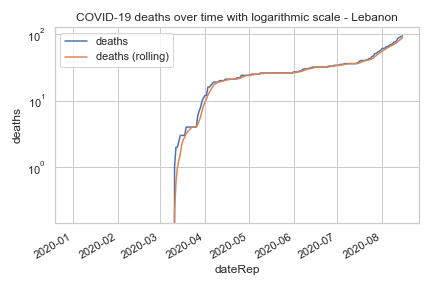 COVID-19 deaths over time with logarithmic scale - Lebanon
deaths
deaths (rolling)
10²
10¹
10⁰
deaths
2020-01
2020-02
2020-03
2020-04
2020-05
2020-06
2020-07
2020-08
dateRep